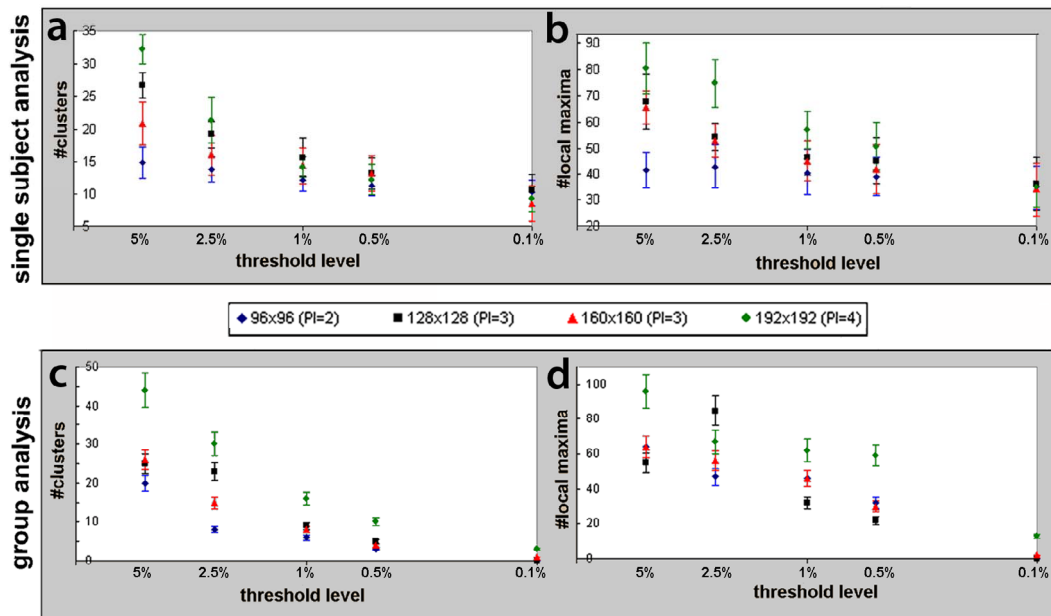 single subject analysis
a
#clusters
35
30
25
20
15
10
5
5% 2.5% 1% 0.5% 0.1%
threshold level
b
#local maxima
90
80
70
60
50
40
30
20
5% 2.5% 1% 0.5% 0.1%
threshold level
96x96 (PI=2) 128x128 (PI=3) 160x160 (PI=3) 192x192 (PI=4)
group analysis
c
#clusters
50
40
30
20
10
0
5% 2.5% 1% 0.5% 0.1%
threshold level
d
#local maxima
100
80
60
40
20
0
5% 2.5% 1% 0.5% 0.1%
threshold level